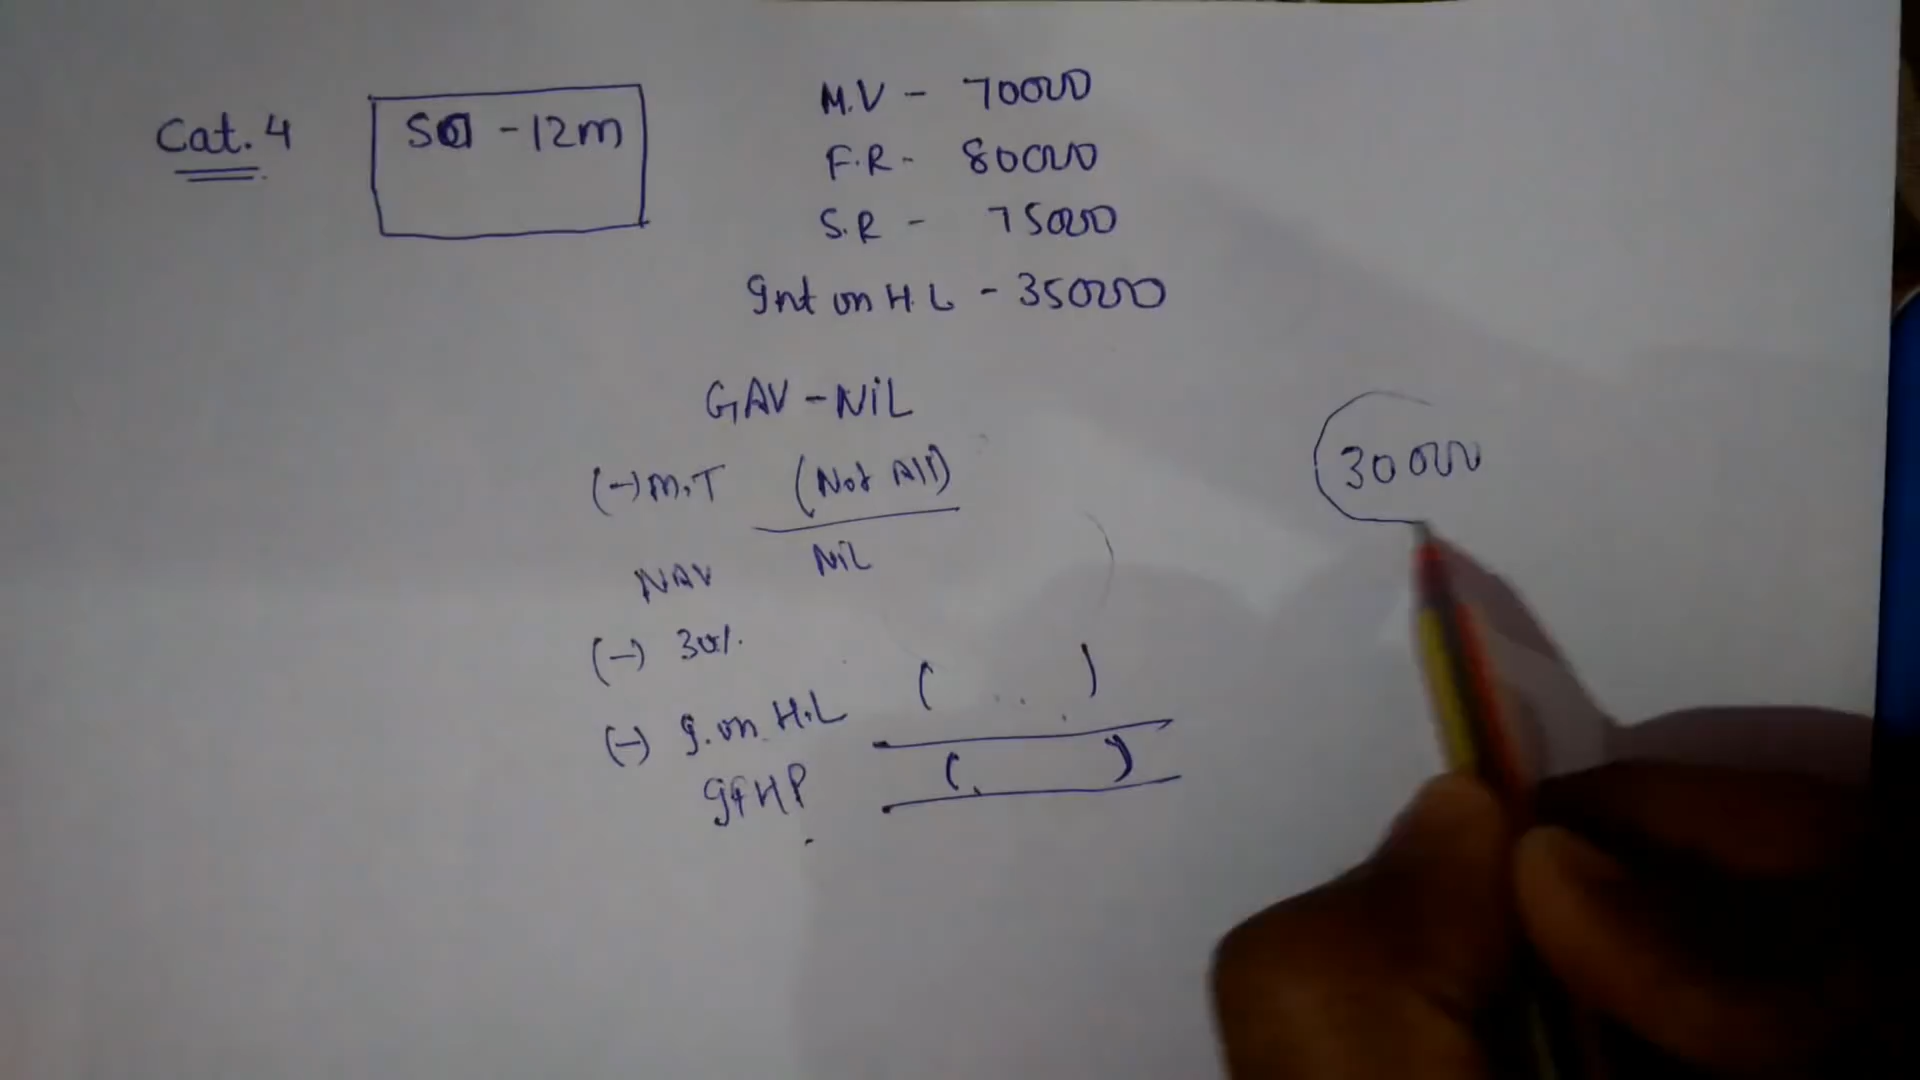 Cat. 4
SO - 12m
M.V - 70000
F.R - 80000
S.R - 75000
Int on H.L - 35000
GAV - NiL
(-) M.T (Not All)
NAV NiL
(-) 30%.
(-) I. on H.L ( .. )
IFHP ( )
30000